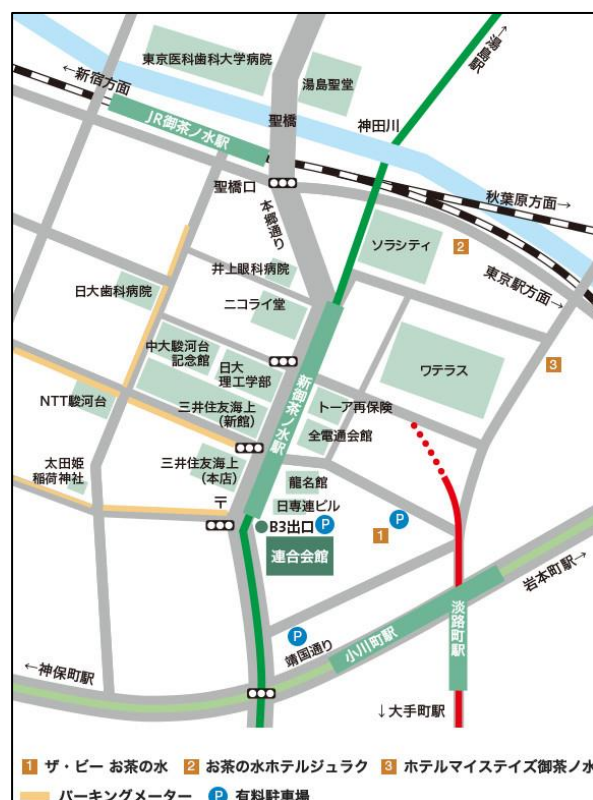 東京医科歯科大学病院
←新宿方面
湯島聖堂
←湯島駅
JR御茶ノ水駅
聖橋
神田川
聖橋口
本郷通り
秋葉原方面→
ソラシティ
2
東京駅方面→
井上眼科病院
日大歯科病院
ニコライ堂
中大駿河台
記念館
日大
理工学部
新御茶ノ水駅
ワテラス
3
NTT駿河台
三井住友海上
(新館)
トーア再保険
全電通会館
太田姫
稲荷神社
三井住友海上
(本店)
龍名館
〒
日専連ビル
B3出口 P
1
P
連合会館
岩本町駅→
淡路町駅
小川町駅
P
靖国通り
←神保町駅
↓大手町駅
1 ザ・ビー お茶の水 2 お茶の水ホテルジュラク 3 ホテルマイステイズ御茶ノ水
パーキングメーター P 有料駐車場